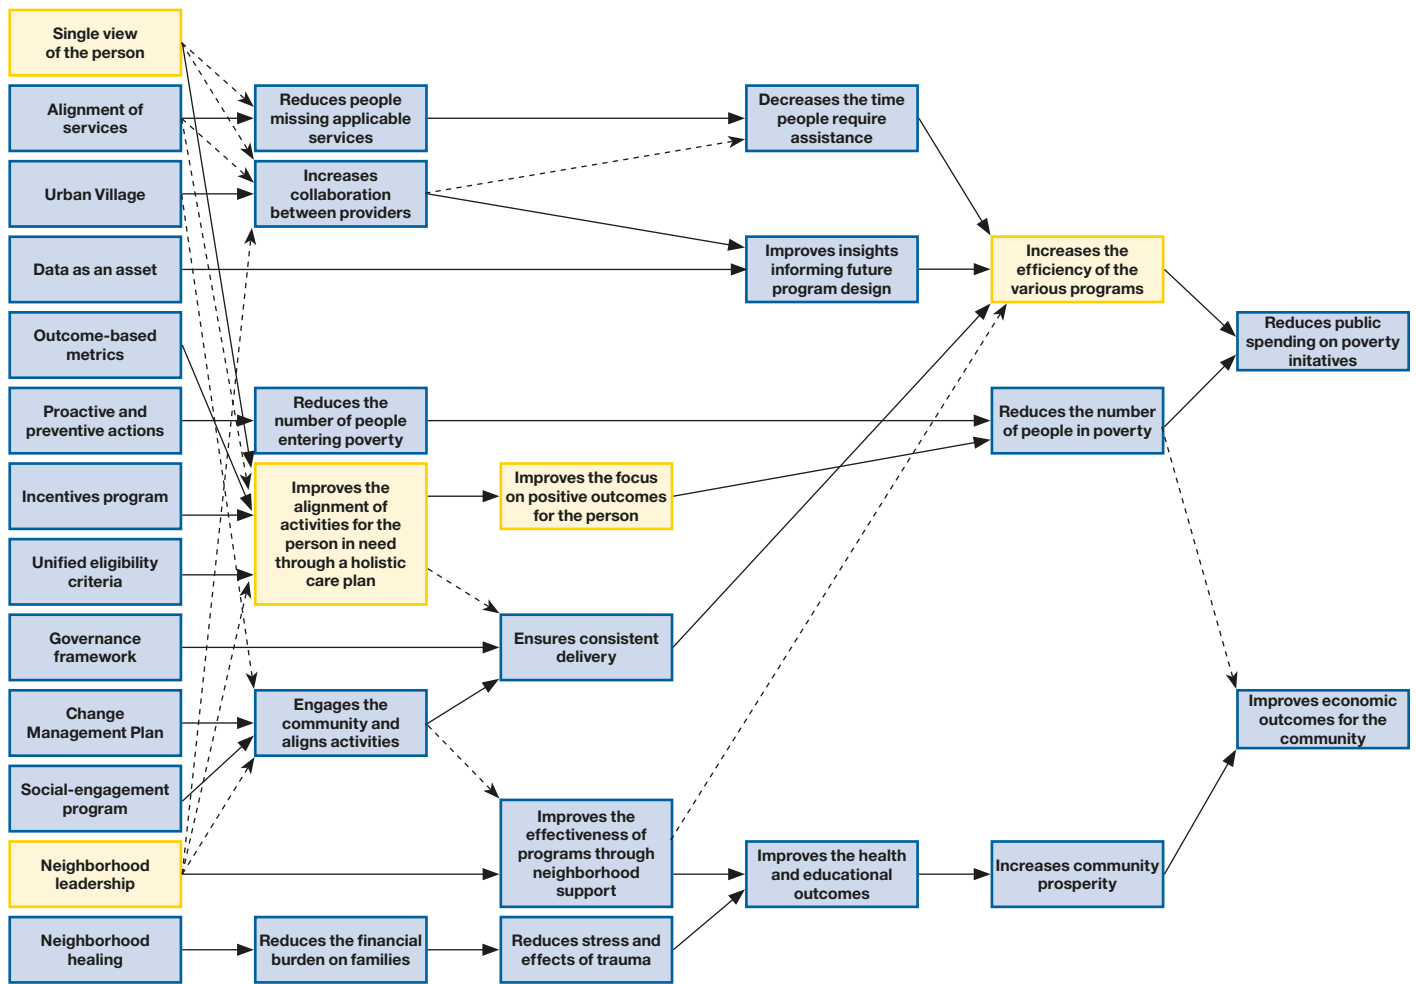 Single view
of the person
Alignment of
services
Urban Village
Data as an asset
Outcome-based
metrics
Proactive and
preventive actions
Incentives program
Unified eligibility
criteria
Governance
framework
Change
Management Plan
Social-engagement
program
Neighborhood
leadership
Neighborhood
healing
Reduces people
missing applicable
services
Increases
collaboration
between providers
Reduces the
number of people
entering poverty
Improves the
alignment of
activities for the
person in need
through a holistic
care plan
Engages the
community and
aligns activities
Reduces the financial
burden on families
Improves the focus
on positive outcomes
for the person
Ensures consistent
delivery
Improves the
effectiveness of
programs through
neighborhood
support
Reduces stress and
effects of trauma
Decreases the time
people require
assistance
Improves insights
informing future
program design
Improves the health
and educational
outcomes
Increases the
efficiency of the
various programs
Reduces the number
of people in poverty
Increases community
prosperity
Reduces public
spending on poverty
initatives
Improves economic
outcomes for the
community